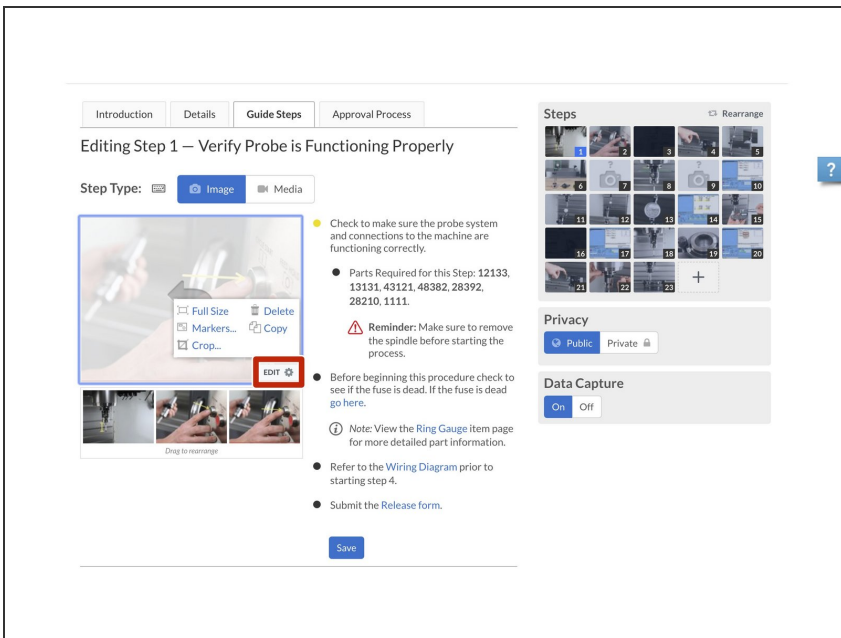 Introduction
Details
Guide Steps
Approval Process
Editing Step 1 — Verify Probe is Functioning Properly
Step Type:
Image
Media
Full Size
Delete
Markers...
Copy
Crop...
EDIT
Drag to rearrange
Check to make sure the probe system
and connections to the machine are
functioning correctly.
Parts Required for this Step: 12133,
13131, 43121, 48382, 28392,
28210, 1111.
Reminder: Make sure to remove
the spindle before starting the
process.
Before beginning this procedure check to
see if the fuse is dead. If the fuse is dead
go here.
Note: View the Ring Gauge item page
for more detailed part information.
Refer to the Wiring Diagram prior to
starting step 4.
Submit the Release form.
Save
Steps
Rearrange
1
2
3
4
5
6
?
7
8
?
9
10
11
12
13
14
15
16
17
18
19
20
21
22
23
+
Privacy
Public
Private
Data Capture
On
Off
?